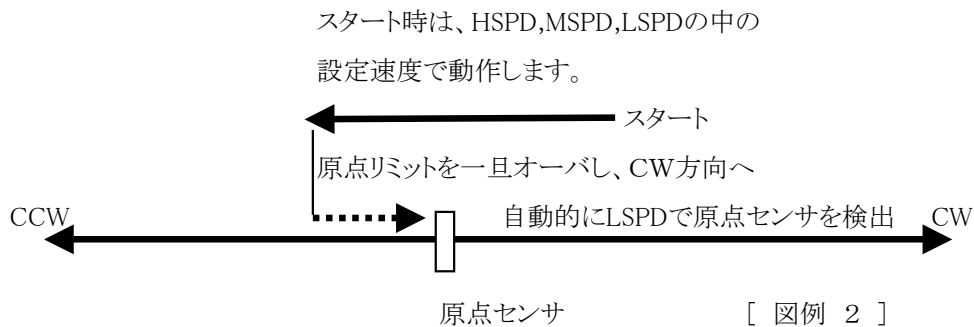 スタート時は、HSPD,MSPD,LSPDの中の
設定速度で動作します。
スタート
原点リミットを一旦オーバし、CW方向へ
CCW
自動的にLSPDで原点センサを検出
CW
原点センサ
[ 図例 2 ]